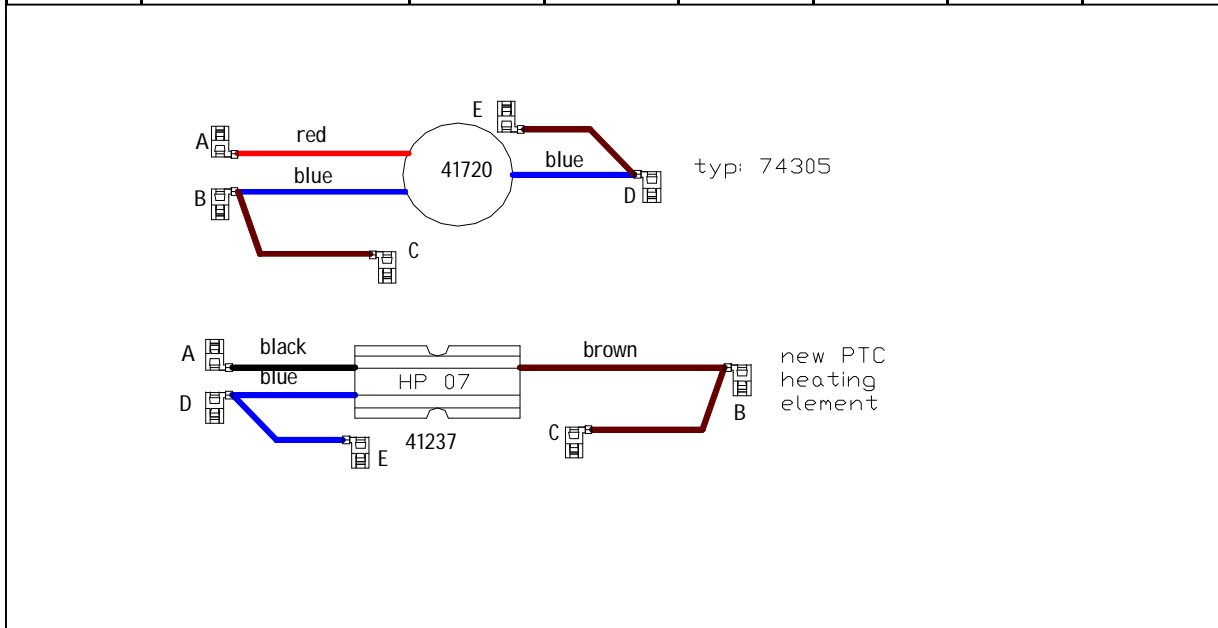 E
A
red
41720
blue
typ: 74305
blue
B
D
C
A
black
brown
new PTC
blue
HP 07
heating
D
element
B
C
41237
E